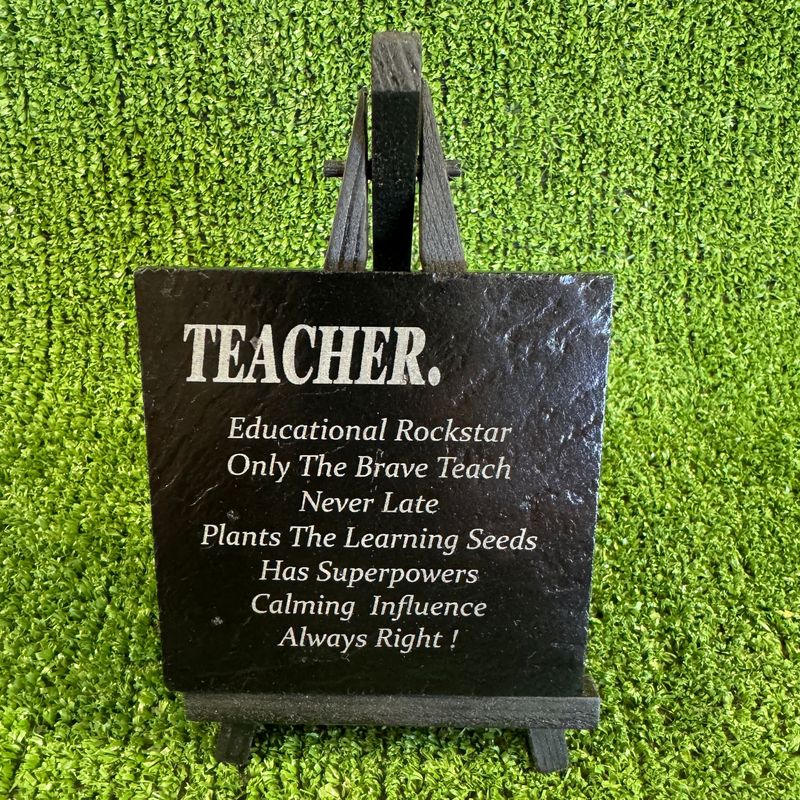 TEACHER.
Educational Rockstar
Only The Brave Teach
Never Late
Plants The Learning Seeds
Has Superpowers
Calming Influence
Always Right !